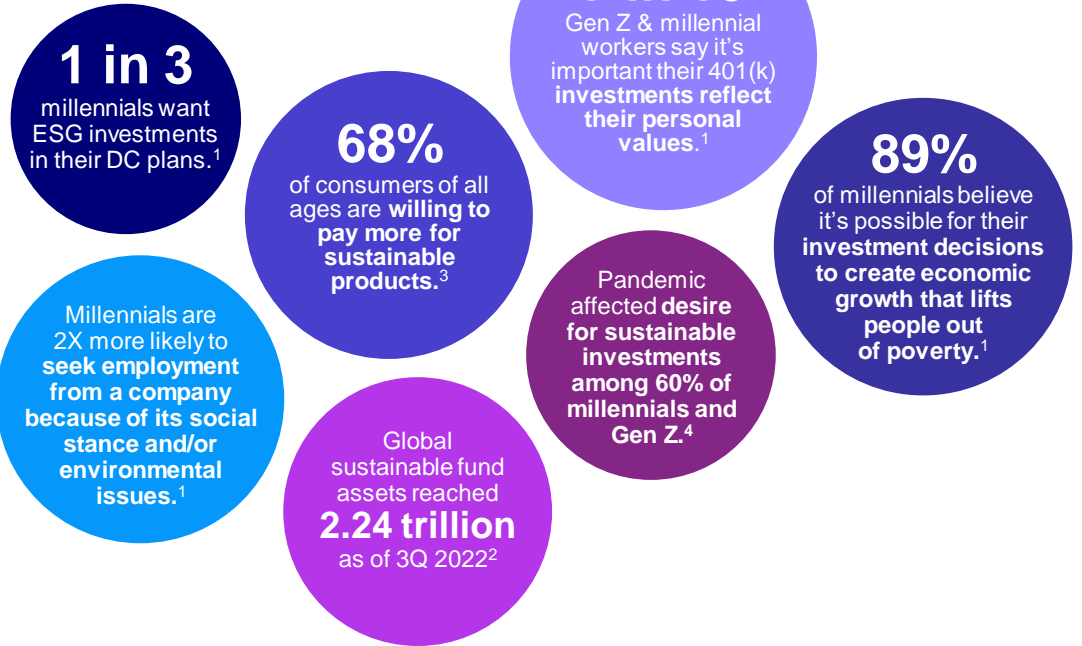 1 in 3
millennials want
ESG investments
in their DC plans.1
68%
of consumers of all
ages are willing to
pay more for
sustainable
products.3
Gen Z & millennial
workers say it's
important their 401(k)
investments reflect
their personal
values.1
89%
of millennials believe
it's possible for their
investment decisions
to create economic
growth that lifts
people out
of poverty.1
Millennials are
2X more likely to
seek employment
from a company
because of its social
stance and/or
environmental
issues.1
Global
sustainable fund
assets reached
2.24 trillion
as of 3Q 20222
Pandemic
affected desire
for sustainable
investments
among 60% of
millennials and
Gen Z.4